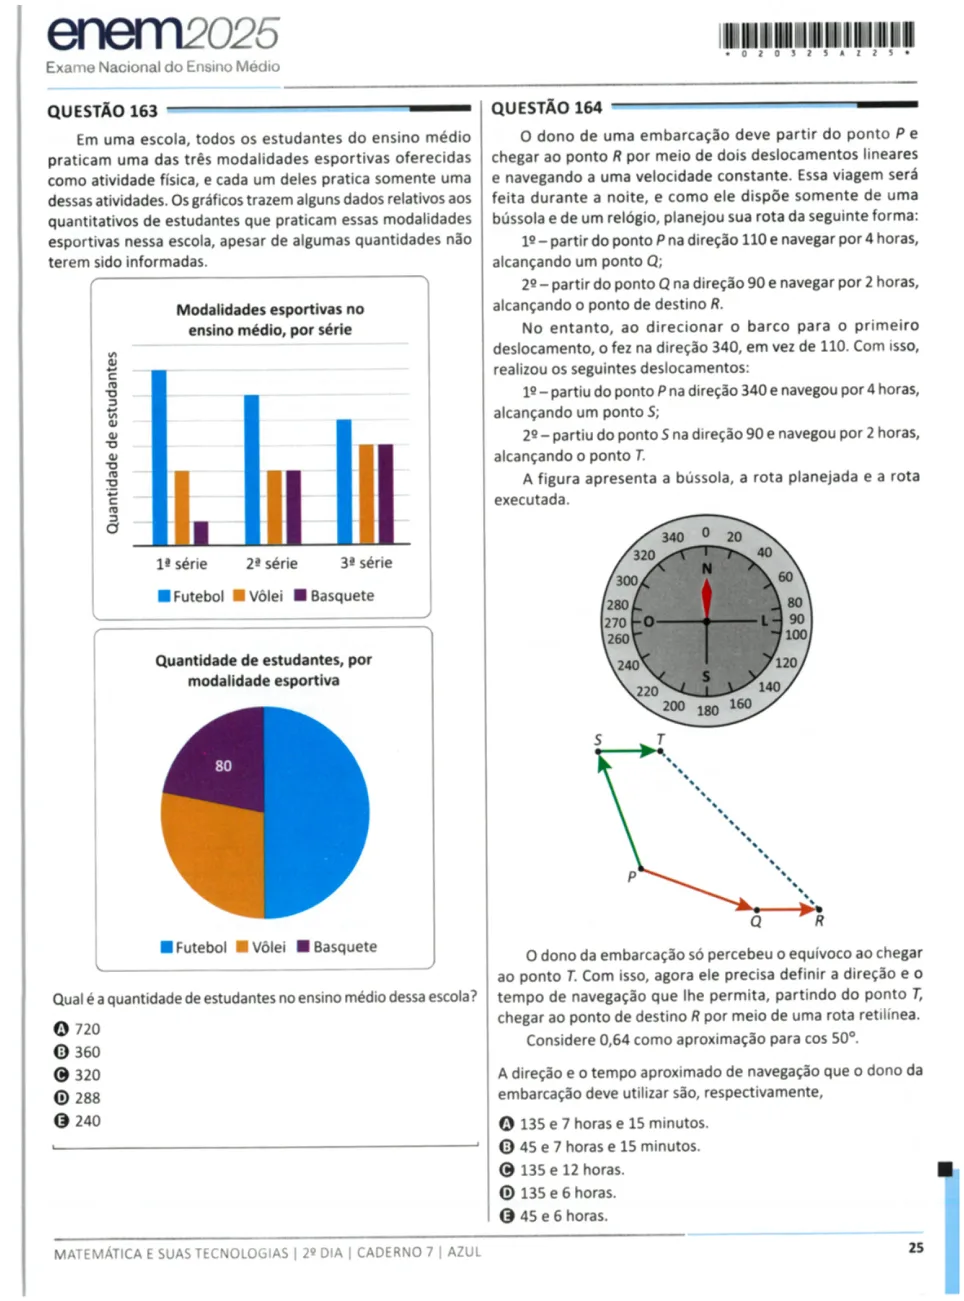 enem2025
Exame Nacional do Ensino Médio
* 0 2 0 3 2 5 A Z 2 5 *
QUESTÃO 163
Em uma escola, todos os estudantes do ensino médio
praticam uma das três modalidades esportivas oferecidas
como atividade física, e cada um deles pratica somente uma
dessas atividades. Os gráficos trazem alguns dados relativos aos
quantitativos de estudantes que praticam essas modalidades
esportivas nessa escola, apesar de algumas quantidades não
terem sido informadas.
Modalidades esportivas no
ensino médio, por série
Quantidade de estudantes
1ª série 2ª série 3ª série
Futebol Vôlei Basquete
Quantidade de estudantes, por
modalidade esportiva
80
Futebol Vôlei Basquete
Qual é a quantidade de estudantes no ensino médio dessa escola?
A 720
B 360
C 320
D 288
E 240
QUESTÃO 164
O dono de uma embarcação deve partir do ponto P e
chegar ao ponto R por meio de dois deslocamentos lineares
e navegando a uma velocidade constante. Essa viagem será
feita durante a noite, e como ele dispõe somente de uma
bússola e de um relógio, planejou sua rota da seguinte forma:
1º – partir do ponto P na direção 110 e navegar por 4 horas,
alcançando um ponto Q;
2º – partir do ponto Q na direção 90 e navegar por 2 horas,
alcançando o ponto de destino R.
No entanto, ao direcionar o barco para o primeiro
deslocamento, o fez na direção 340, em vez de 110. Com isso,
realizou os seguintes deslocamentos:
1º – partiu do ponto P na direção 340 e navegou por 4 horas,
alcançando um ponto S;
2º – partiu do ponto S na direção 90 e navegou por 2 horas,
alcançando o ponto T.
A figura apresenta a bússola, a rota planejada e a rota
executada.
340 0 20
320 40
300 N 60
280 80
270 O L 90
260 100
240 120
220 S 140
200 180 160
S T
P
Q R
O dono da embarcação só percebeu o equívoco ao chegar
ao ponto T. Com isso, agora ele precisa definir a direção e o
tempo de navegação que lhe permita, partindo do ponto T,
chegar ao ponto de destino R por meio de uma rota retilínea.
Considere 0,64 como aproximação para cos 50°.
A direção e o tempo aproximado de navegação que o dono da
embarcação deve utilizar são, respectivamente,
A 135 e 7 horas e 15 minutos.
B 45 e 7 horas e 15 minutos.
C 135 e 12 horas.
D 135 e 6 horas.
E 45 e 6 horas.
MATEMÁTICA E SUAS TECNOLOGIAS | 2º DIA | CADERNO 7 | AZUL
25